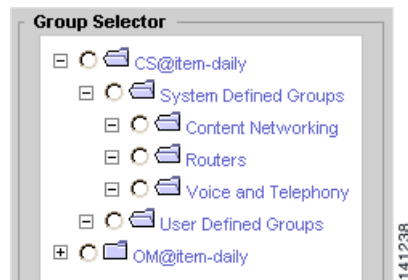 Group Selector
CS@item-daily
System Defined Groups
Content Networking
Routers
Voice and Telephony
User Defined Groups
OM@item-daily
141238